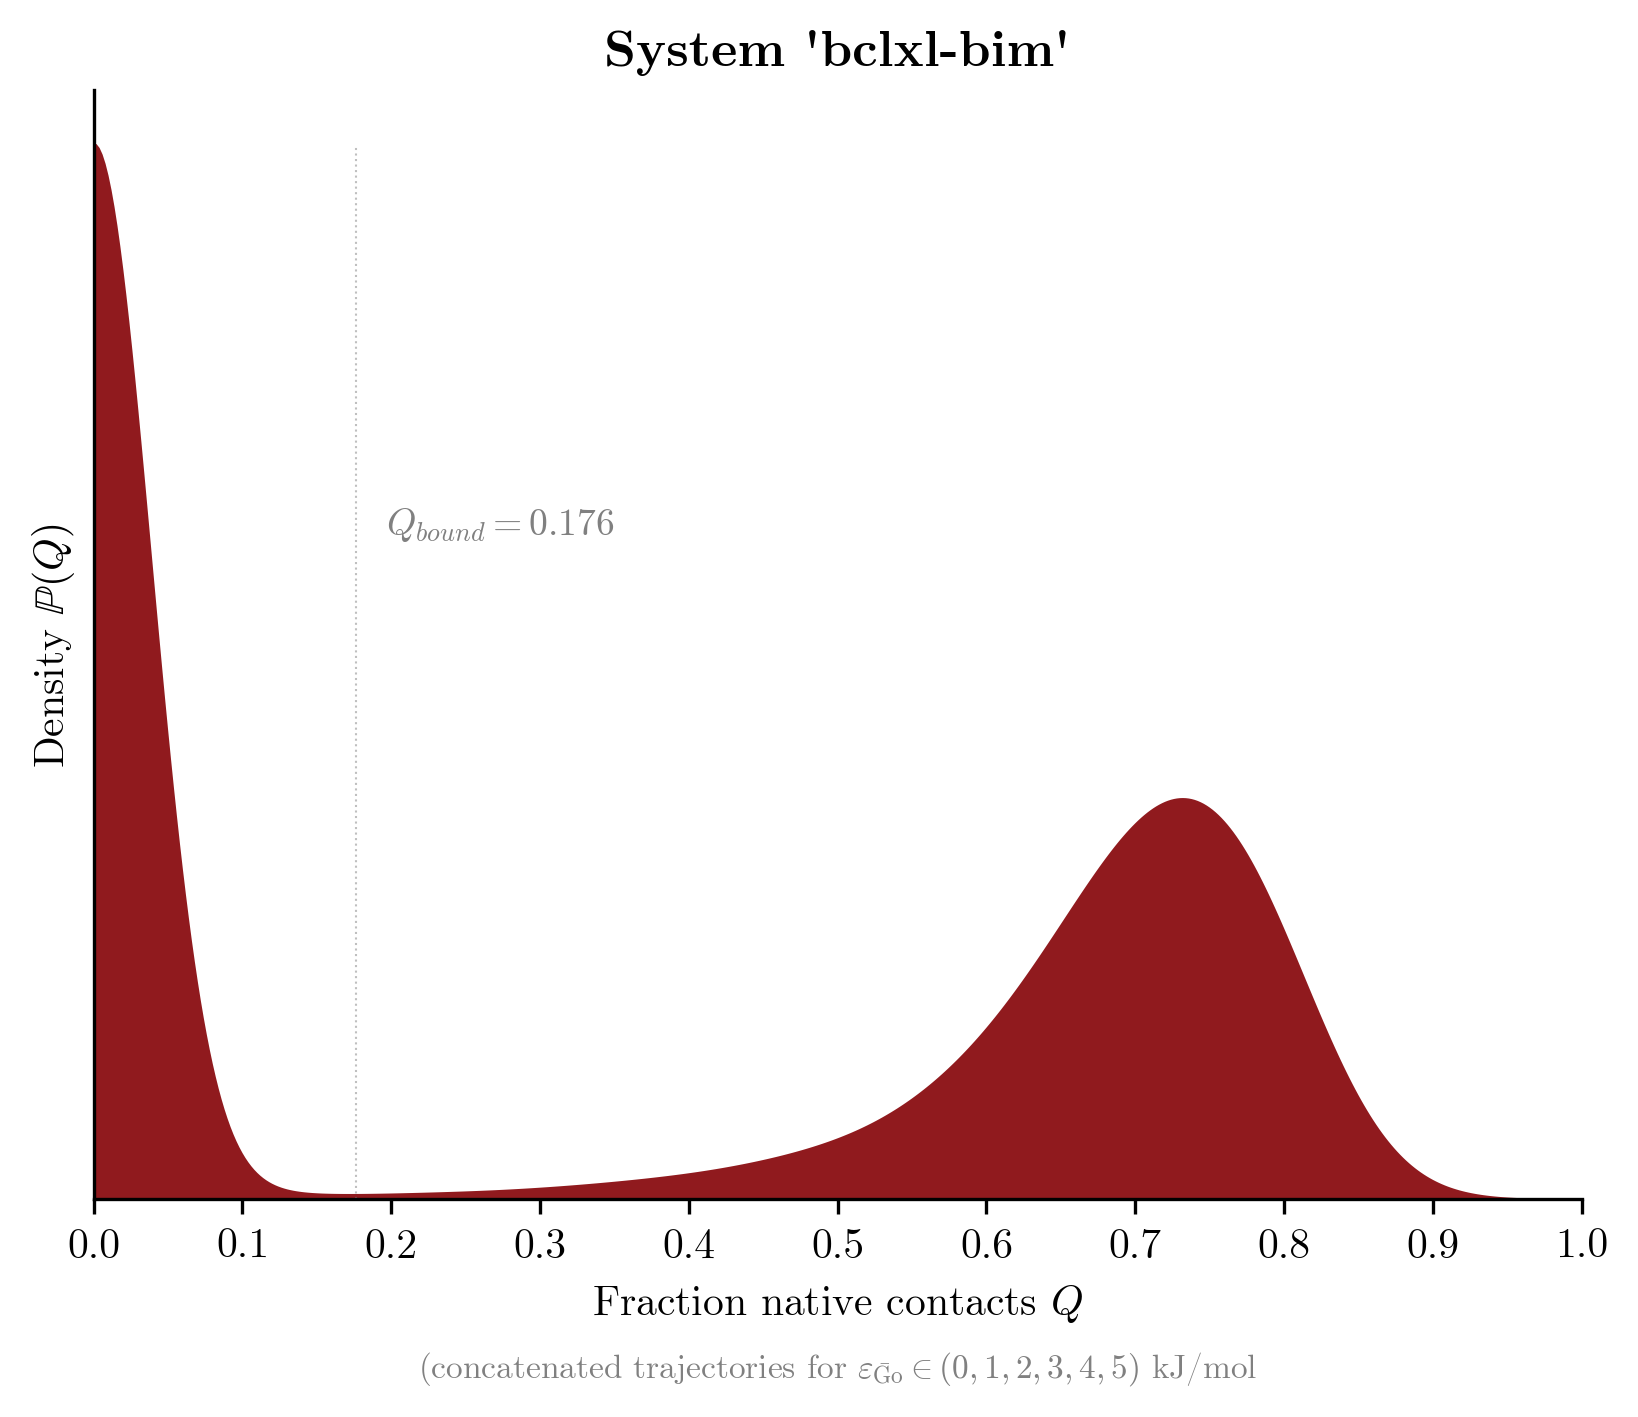 System 'bclxl-bim'
Density ℙ(Q)
Q_bound = 0.176
0.0 0.1 0.2 0.3 0.4 0.5 0.6 0.7 0.8 0.9 1.0
Fraction native contacts Q
(concatenated trajectories for ε_Ḡo ∈ (0, 1, 2, 3, 4, 5) kJ/mol